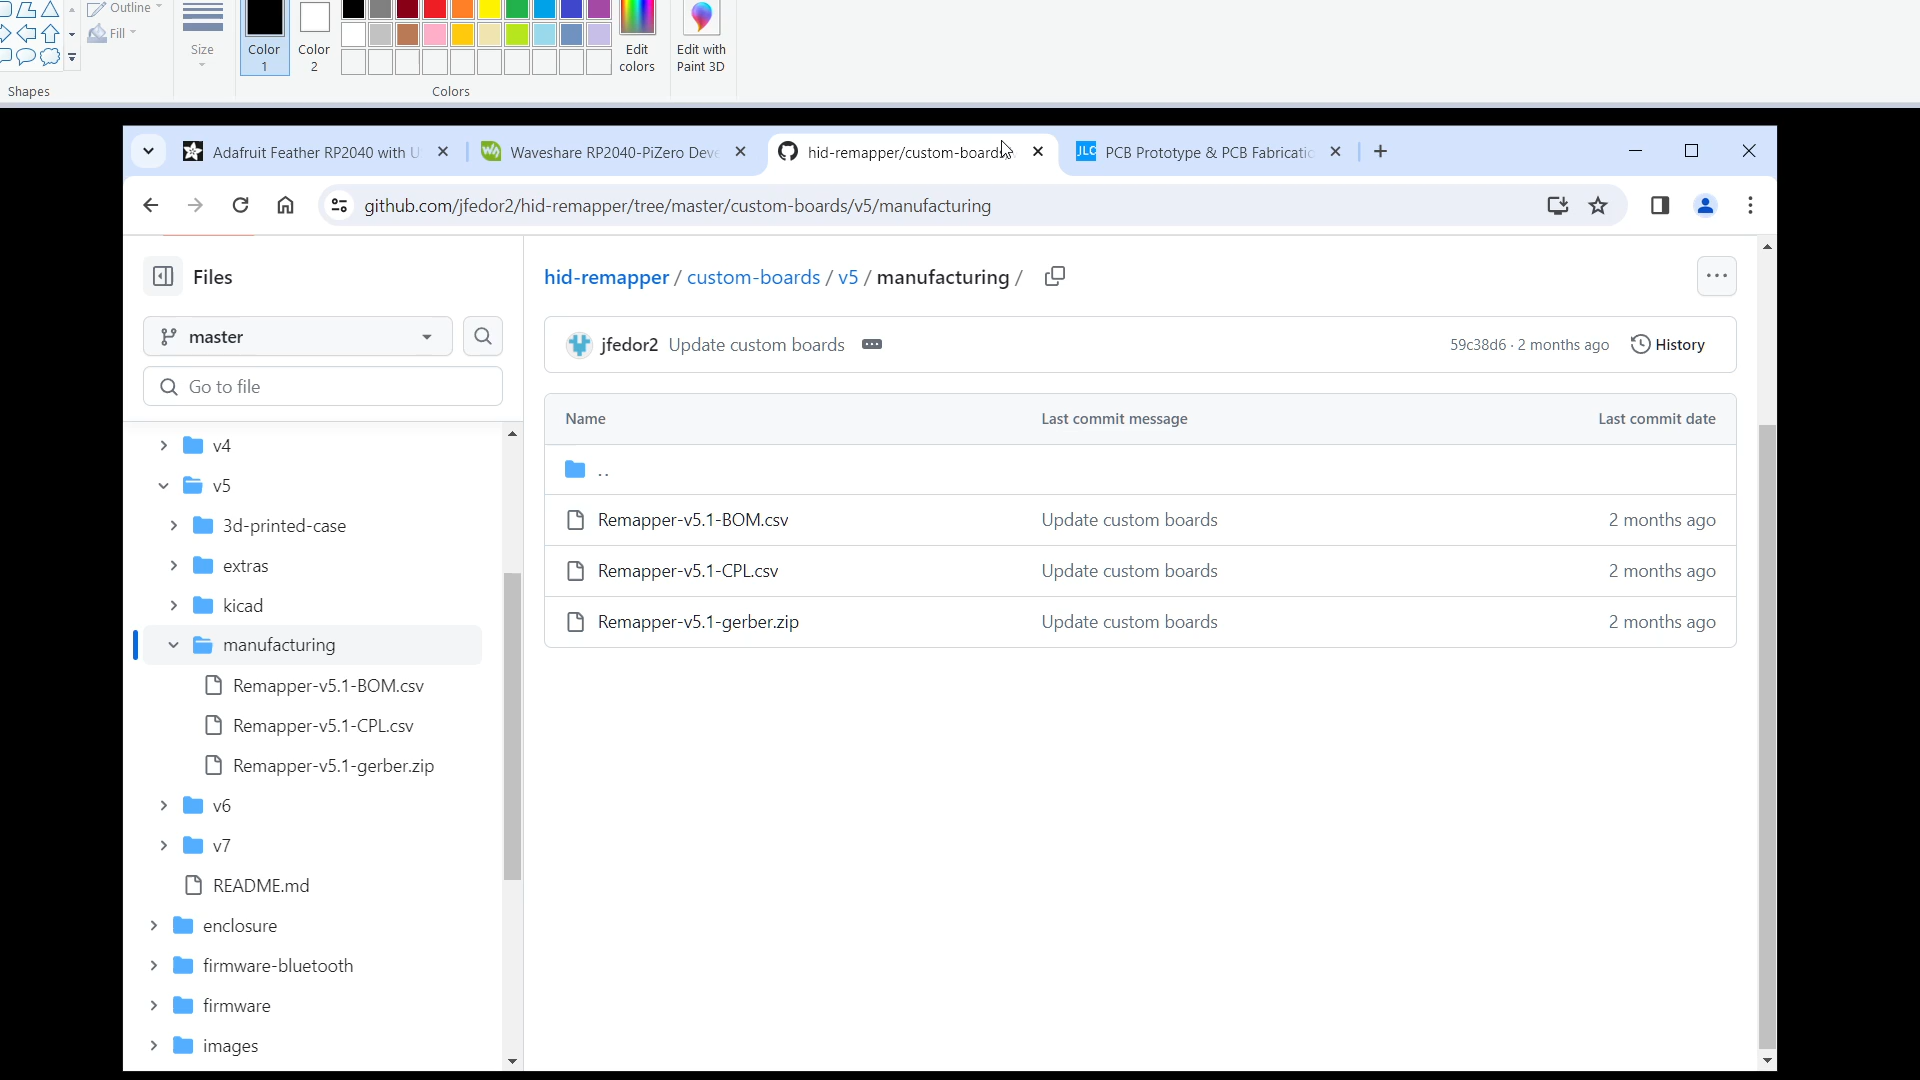 Outline
Fill
Size
Color
1
Color
2
Edit
colors
Edit with
Paint 3D
Shapes
Colors
Adafruit Feather RP2040 with U
Waveshare RP2040-PiZero Deve
hid-remapper/custom-boards
JLC
PCB Prototype & PCB Fabricatic
github.com/jfedor2/hid-remapper/tree/master/custom-boards/v5/manufacturing
Files
hid-remapper / custom-boards / v5 / manufacturing /
master
jfedor2 Update custom boards
59c38d6 · 2 months ago
History
Go to file
Name
Last commit message
Last commit date
v4
..
v5
Remapper-v5.1-BOM.csv
Update custom boards
2 months ago
3d-printed-case
extras
Remapper-v5.1-CPL.csv
Update custom boards
2 months ago
kicad
Remapper-v5.1-gerber.zip
Update custom boards
2 months ago
manufacturing
Remapper-v5.1-BOM.csv
Remapper-v5.1-CPL.csv
Remapper-v5.1-gerber.zip
v6
v7
README.md
enclosure
firmware-bluetooth
firmware
images